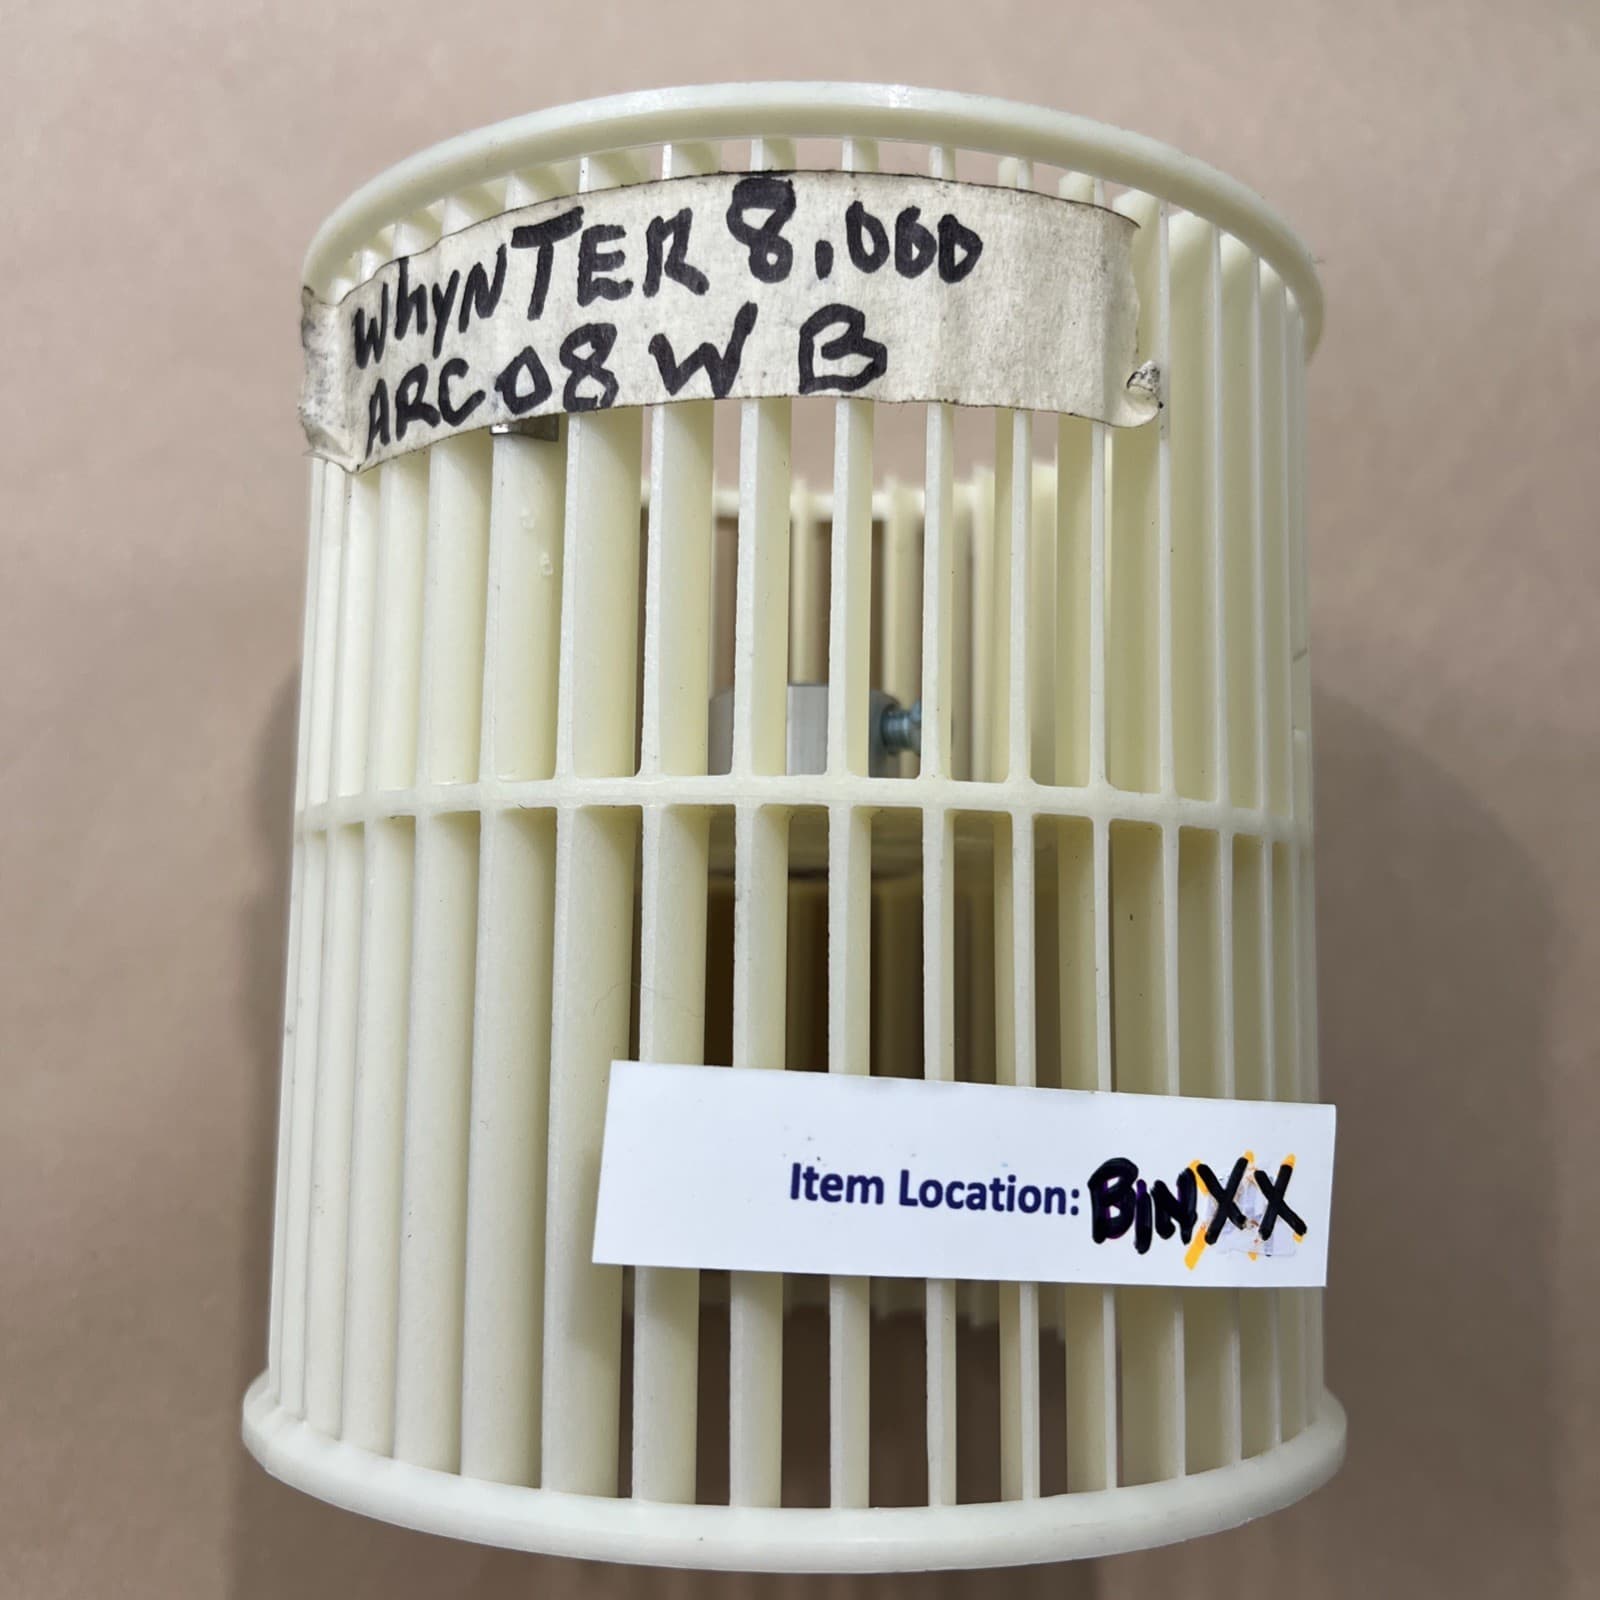 WhyNTER 8.000
ARC08WB
Item Location: BINXX